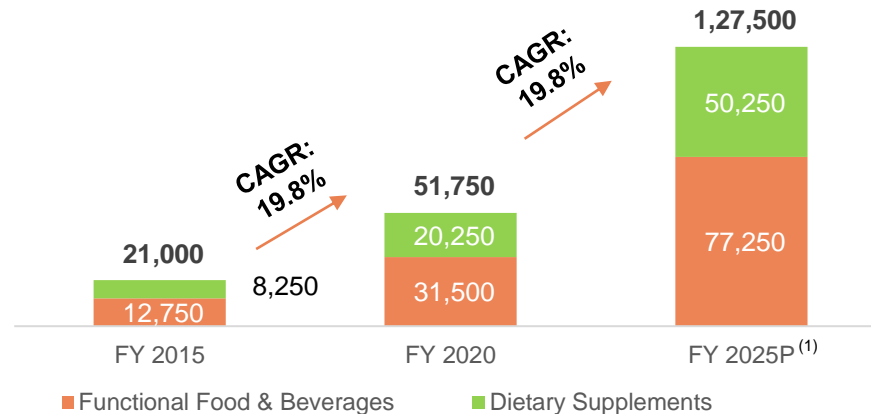 1,27,500
CAGR:
19.8%
50,250
CAGR:
19.8%
51,750
20,250
77,250
21,000
8,250
31,500
12,750
FY 2015
FY 2020
FY 2025P (1)
Functional Food & Beverages
Dietary Supplements